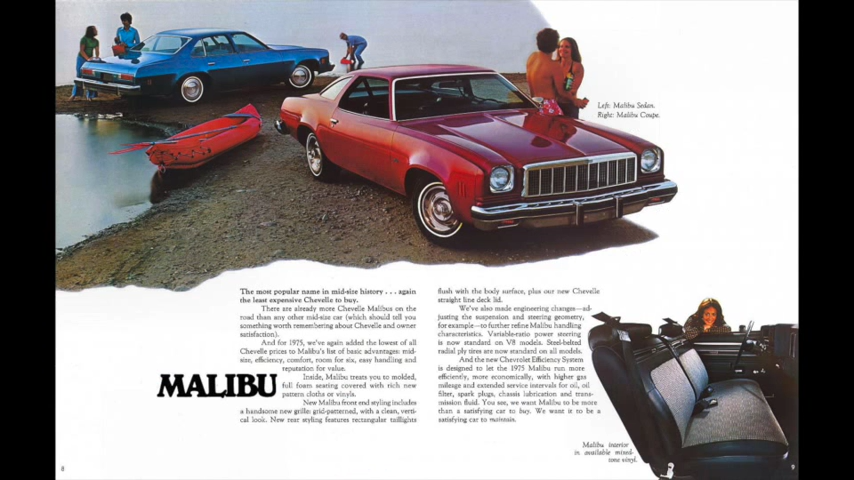 Left: Malibu Sedan.
Right: Malibu Coupe.
The most popular name in mid-size history . . . again
the least expensive Chevelle to buy.
There are already more Chevelle Malibus on the
road than any other mid-size car (which should tell you
something worth remembering about Chevelle and owner
satisfaction).
And for 1975, we've again added the lowest of all
Chevelle prices to Malibu's list of basic advantages: mid-
size, efficiency, comfort, room for six, easy handling and
reputation for value.
Inside, Malibu treats you to molded,
full foam seating covered with rich new
pattern cloths or vinyls.
New Malibu front end styling includes
a handsome new grille: grid-patterned, with a clean, verti-
cal look. New rear styling features rectangular taillights
MALIBU
flush with the body surface, plus our new Chevelle
straight line deck lid.
We've also made engineering changes—ad-
justing the suspension and steering geometry,
for example—to further refine Malibu handling
characteristics. Variable-ratio power steering
is now standard on V8 models. Steel-belted
radial ply tires are now standard on all models.
And the new Chevrolet Efficiency System
is designed to let the 1975 Malibu run more
efficiently, more economically, with higher gas
mileage and extended service intervals for oil, oil
filter, spark plugs, chassis lubrication and trans-
mission fluid. You see, we want Malibu to be more
than a satisfying car to buy. We want it to be a
satisfying car to maintain.
Malibu interior
in available mixed-
tone vinyl.
8
9